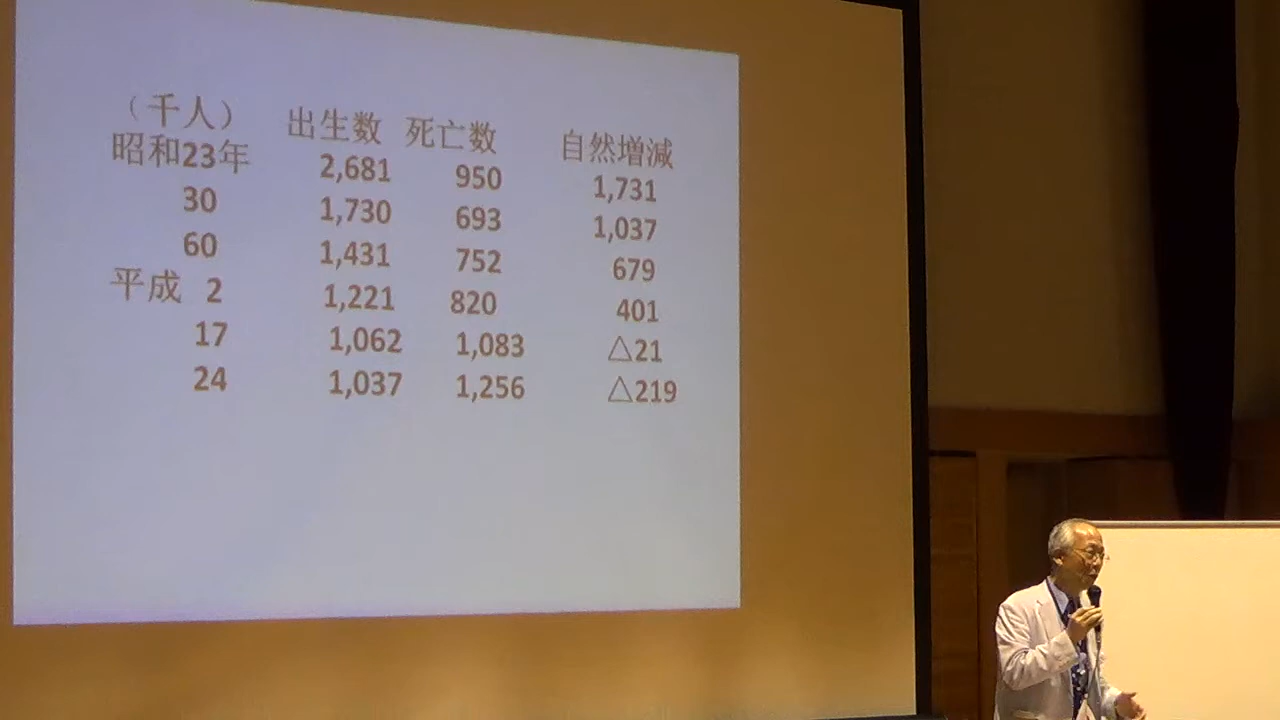 (千人) 出生数 死亡数 自然増減
昭和23年 2,681 950 1,731
30 1,730 693 1,037
60 1,431 752 679
平成 2 1,221 820 401
17 1,062 1,083 △21
24 1,037 1,256 △219